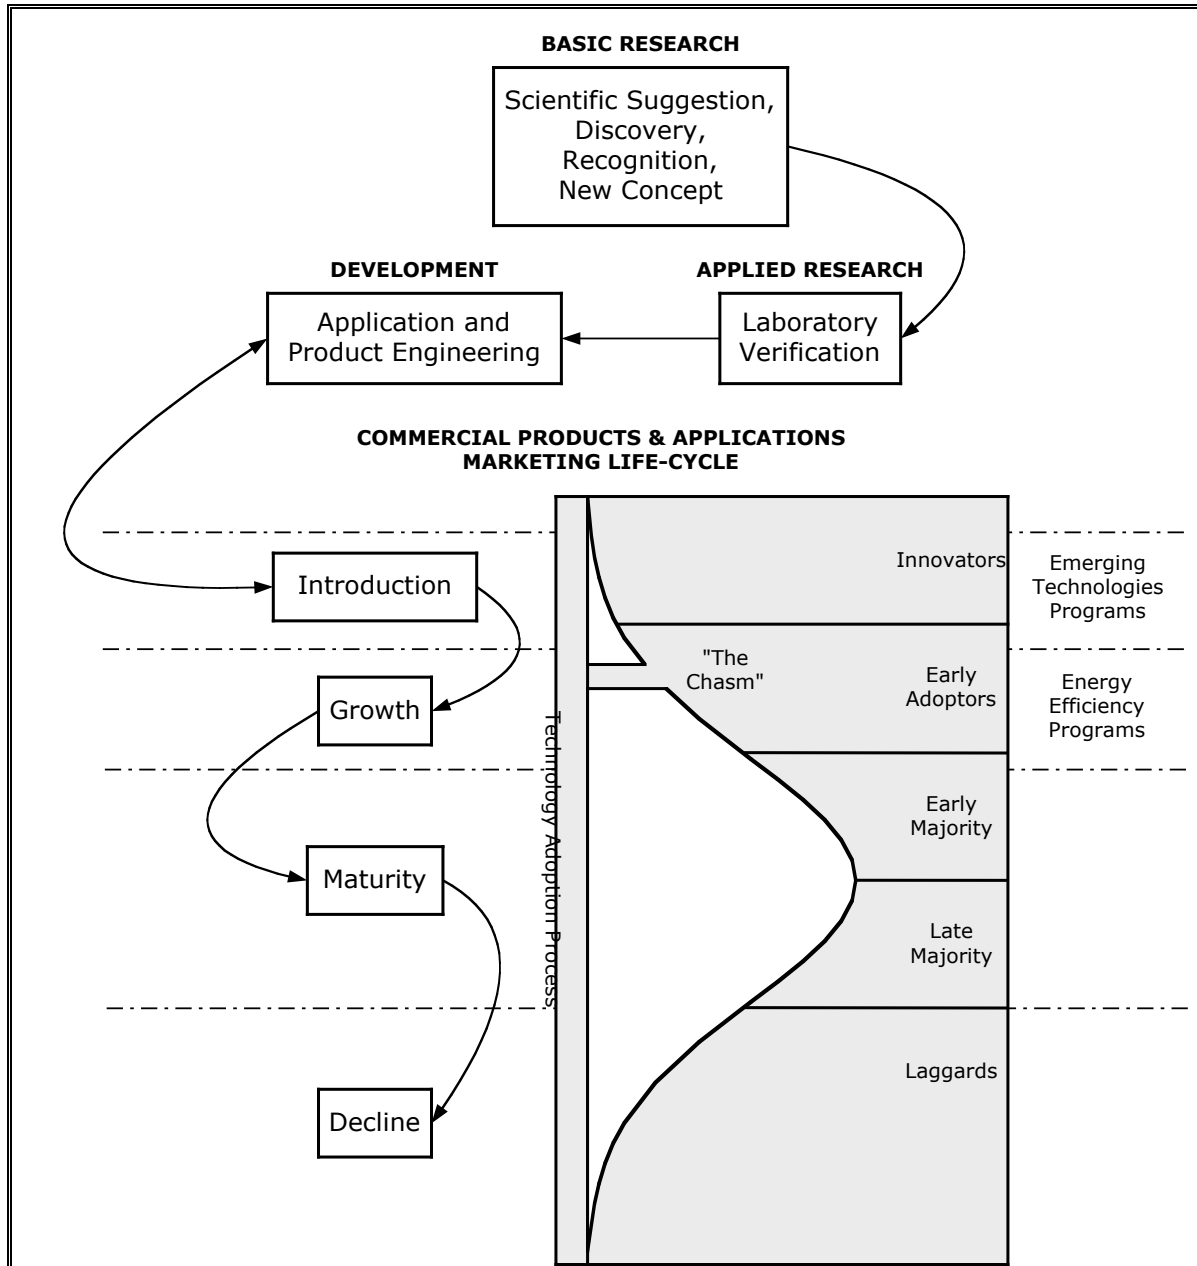 BASIC RESEARCH
Scientific Suggestion,
Discovery,
Recognition,
New Concept
DEVELOPMENT
Application and
Product Engineering
APPLIED RESEARCH
Laboratory
Verification
COMMERCIAL PRODUCTS & APPLICATIONS
MARKETING LIFE-CYCLE
Introduction
Growth
Maturity
Decline
Technology Adoption Process
"The
Chasm"
Innovators
Early
Adoptors
Early
Majority
Late
Majority
Laggards
Emerging
Technologies
Programs
Energy
Efficiency
Programs